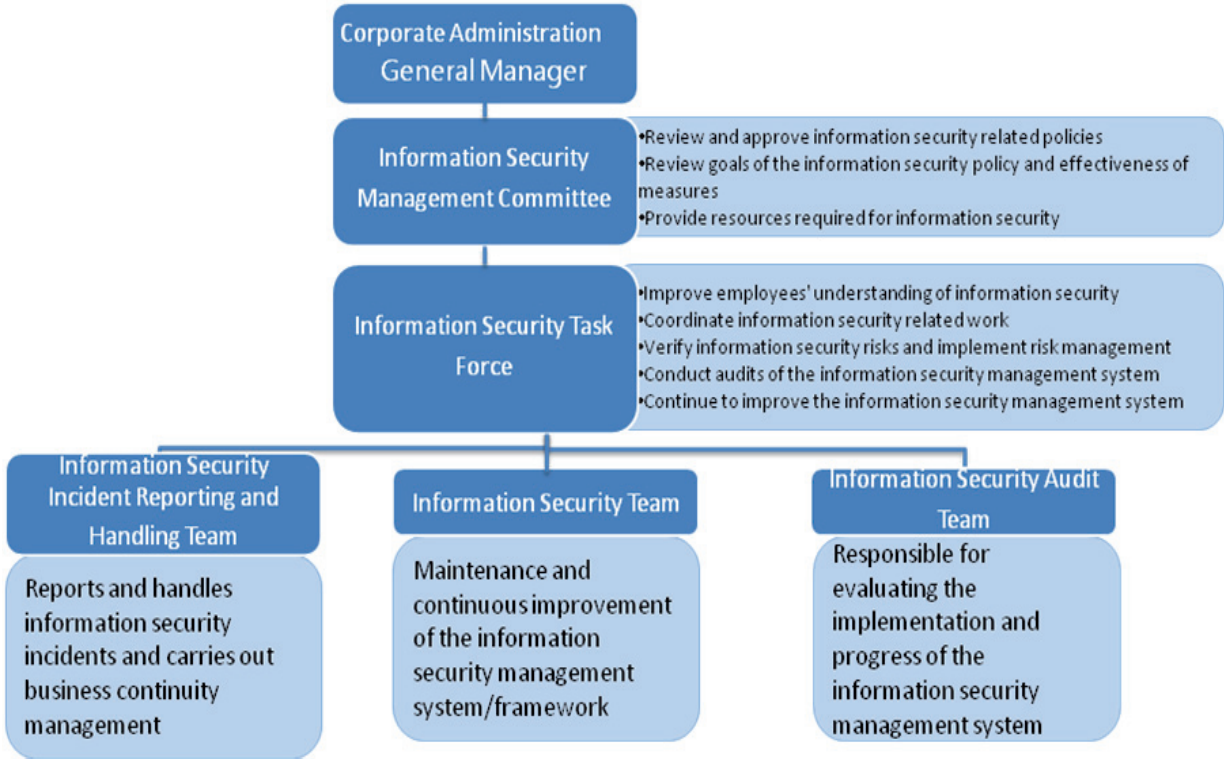 Corporate Administration
General Manager
Information Security
Management Committee
•Review and approve information security related policies
•Review goals of the information security policy and effectiveness of
measures
•Provide resources required for information security
Information Security Task
Force
•Improve employees' understanding of information security
•Coordinate information security related work
•Verify information security risks and implement risk management
•Conduct audits of the information security management system
•Continue to improve the information security management system
Information Security
Incident Reporting and
Handling Team
Reports and handles
information security
incidents and carries out
business continuity
management
Information Security Team
Maintenance and
continuous improvement
of the information
security management
system/framework
Information Security Audit
Team
Responsible for
evaluating the
implementation and
progress of the
information security
management system